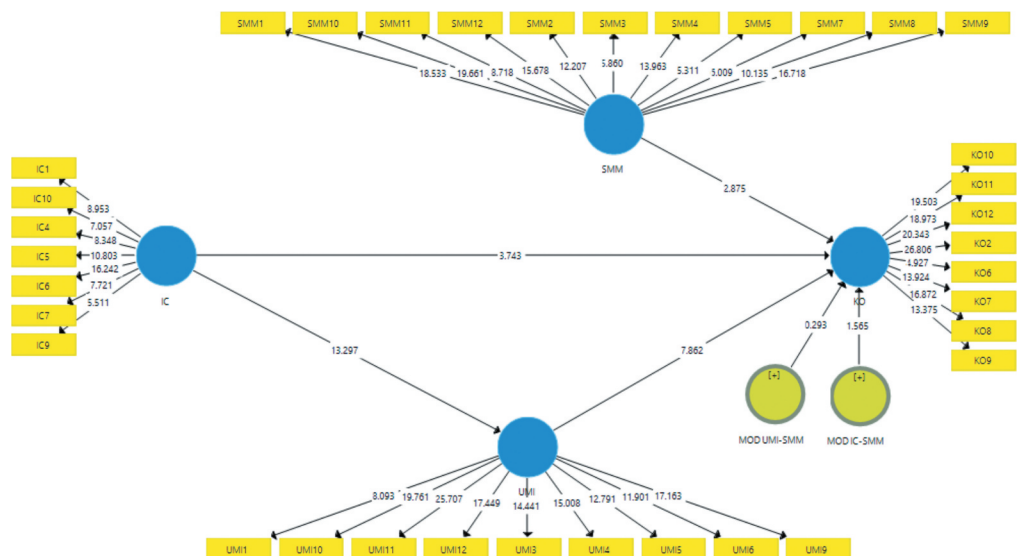 SMM1 SMM10 SMM11 SMM12 SMM2 SMM3 SMM4 SMM5 SMM7 SMM8 SMM9
18.533 19.661 8.718 15.678 12.207 13.963 5.311 10.135 16.718
SMM
IC1
IC10
IC4
IC5
IC6
IC7
IC9
8.953
7.057
8.348
10.803
16.242
7.721
5.511
IC
2.875
3.743
13.297
7.862
KO10
KO11
KO12
KO2
KO6
KO7
KO8
KO9
19.503
18.973
20.343
26.806
13.924
16.872
13.375
KO
0.293
1.565
[+]
[+]
MOD UMI-SMM
MOD IC-SMM
UMI
8.093 19.761 25.707 17.449 14.441 15.008 12.791 11.901 17.163
UMI1 UMI10 UMI11 UMI12 UMI3 UMI4 UMI5 UMI6 UMI9